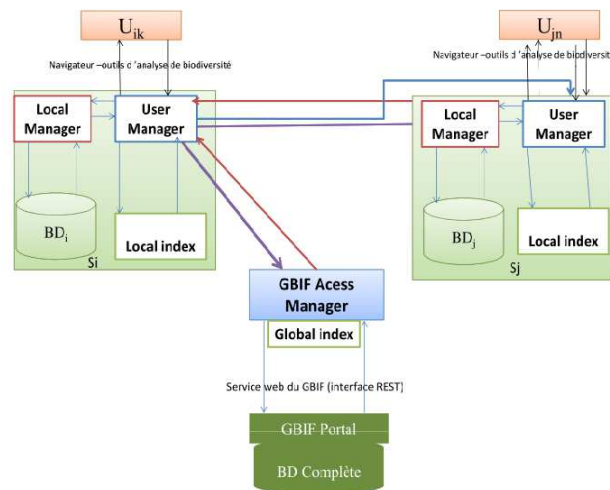 U_ik
U_jn
Navigateur –outils d 'analyse de biodiversité
Navigateur –outils d 'analyse de biodiversité
Local
Manager
User
Manager
Local
Manager
User
Manager
BD_i
Local index
Si
BD_j
Local index
Sj
GBIF Acess
Manager
Global index
Service web du GBIF (interface REST)
GBIF Portal
BD Complète